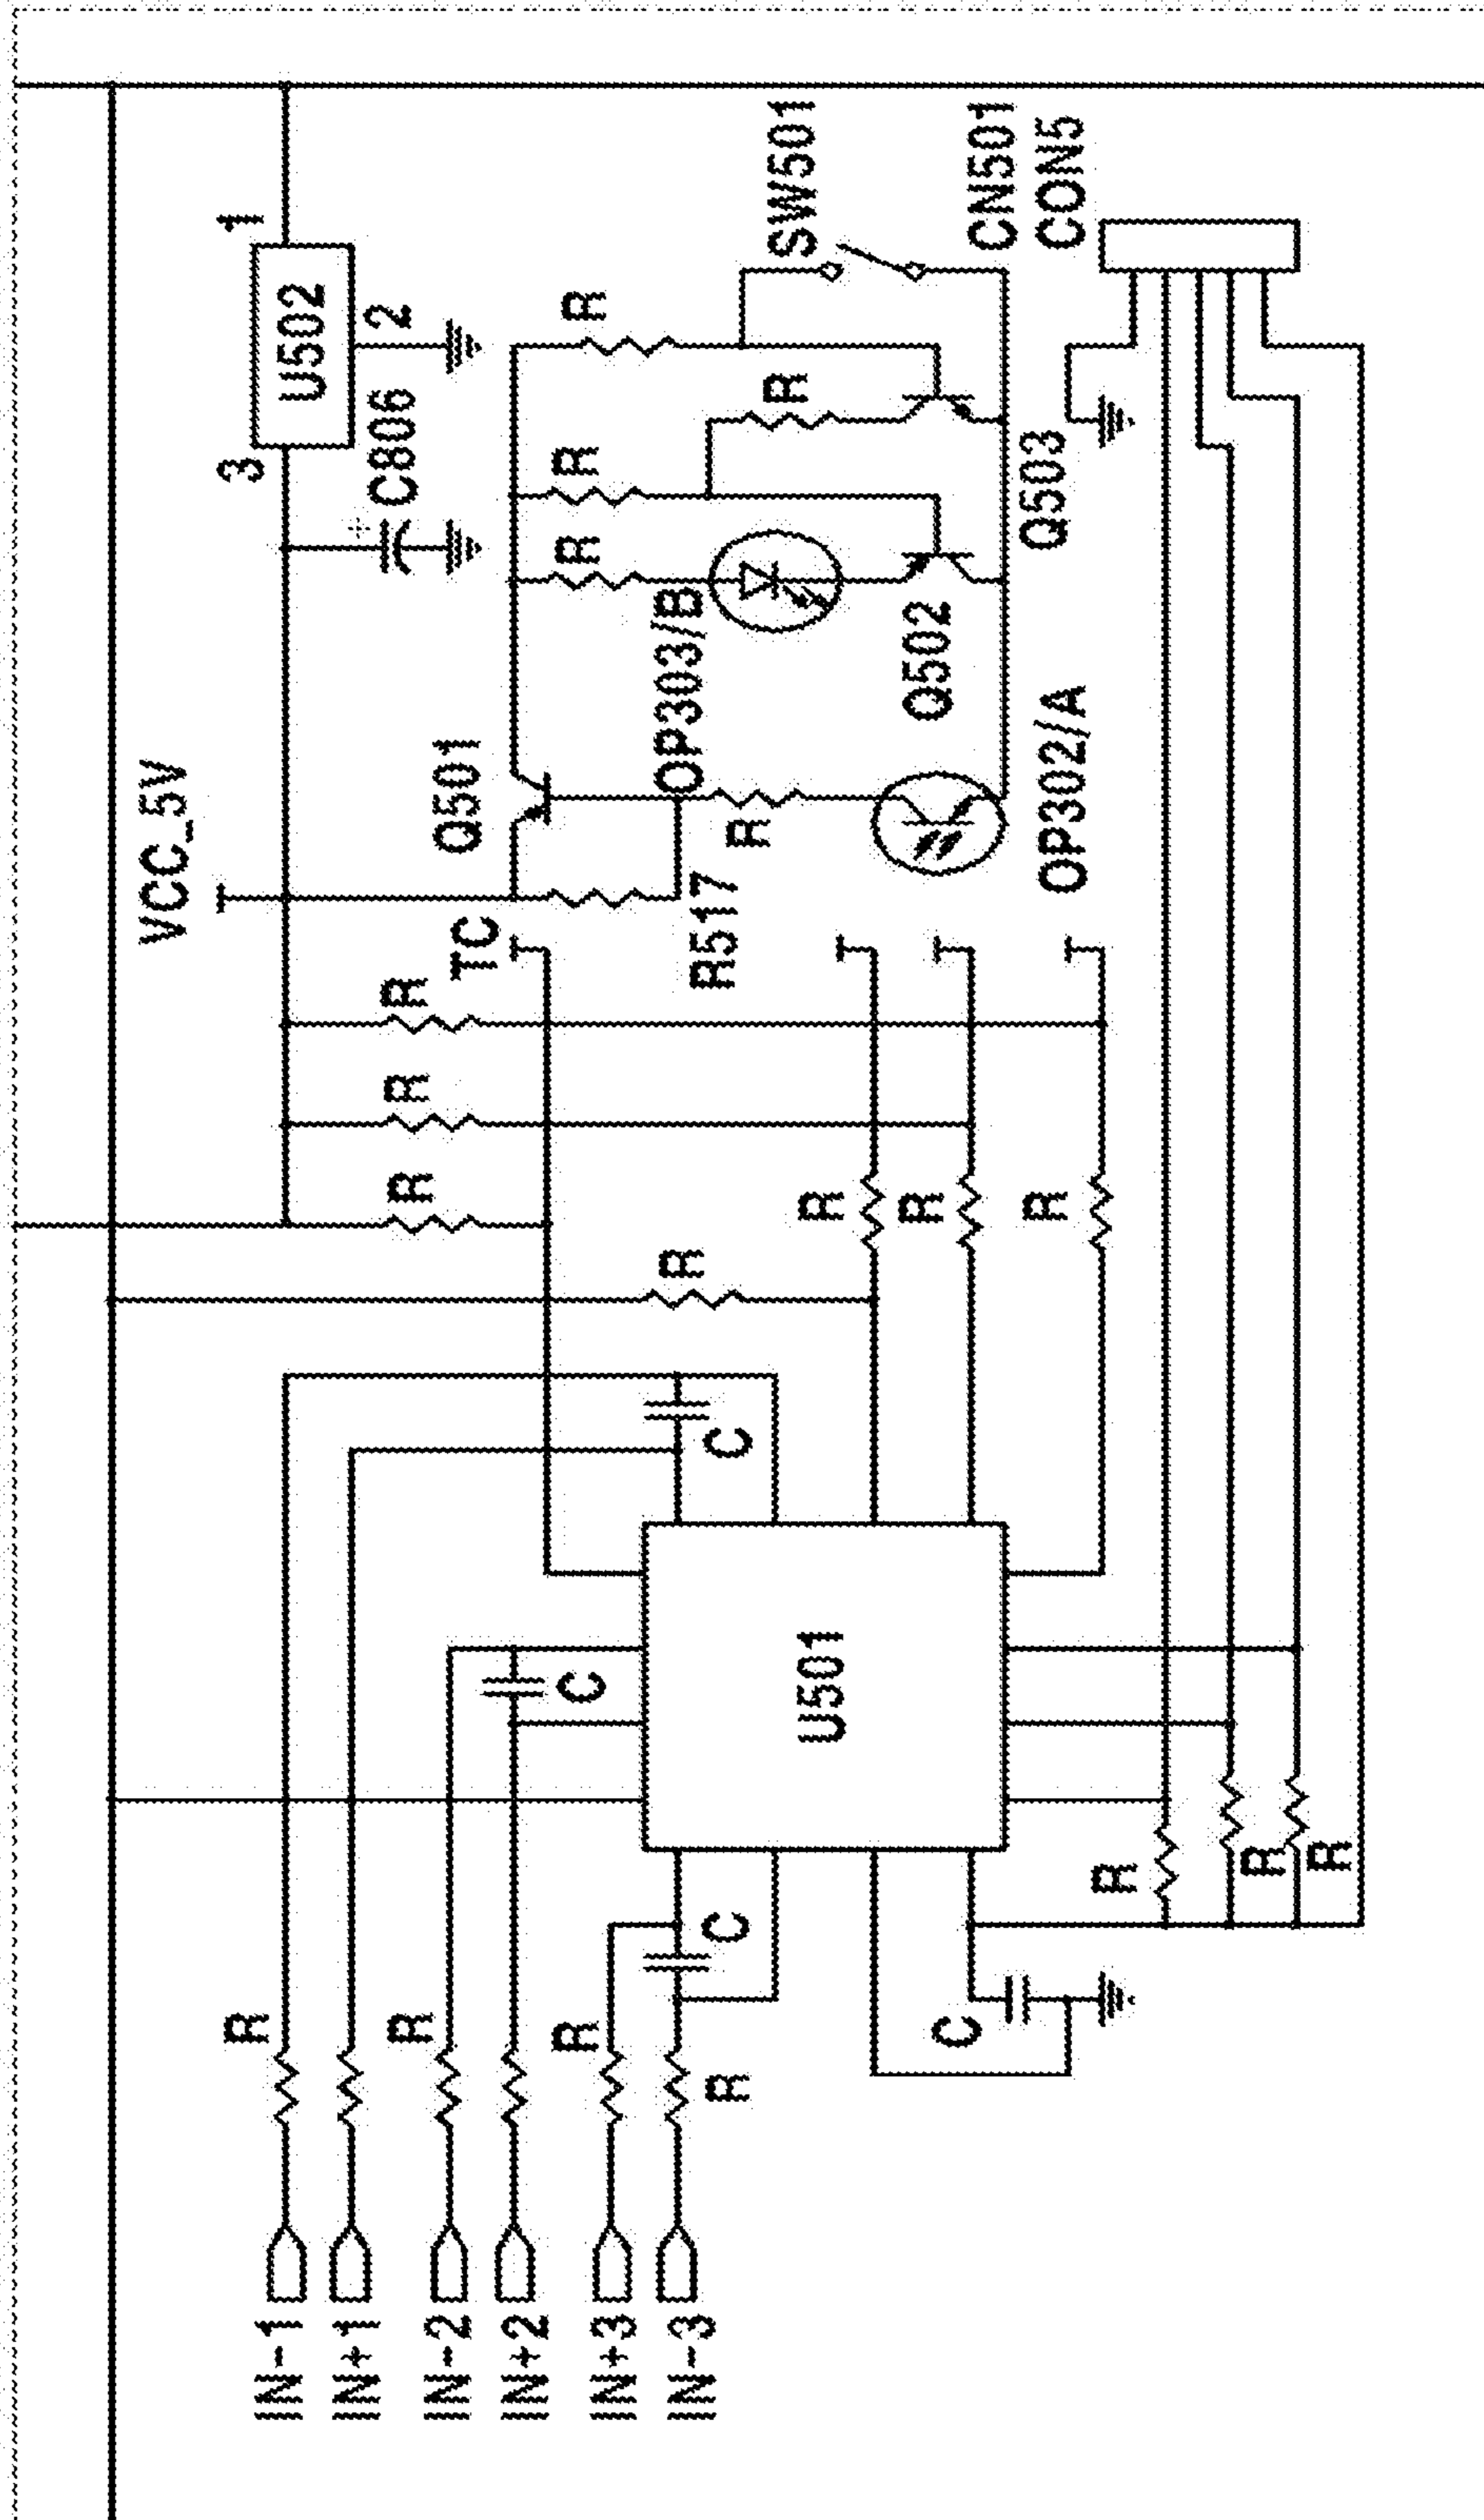 1
U502
2
3
C806
SW501
CN501
CON5
R
R
R
R
Q503
OP303/B
Q502
VCC_5V
Q501
R
OP302/A
TC
R517
R
R
R
R
R
R
R
C
C
U501
R
R
R
C
R
R
R
R
C
IN-1
IN+1
IN-2
IN+2
IN+3
IN-3